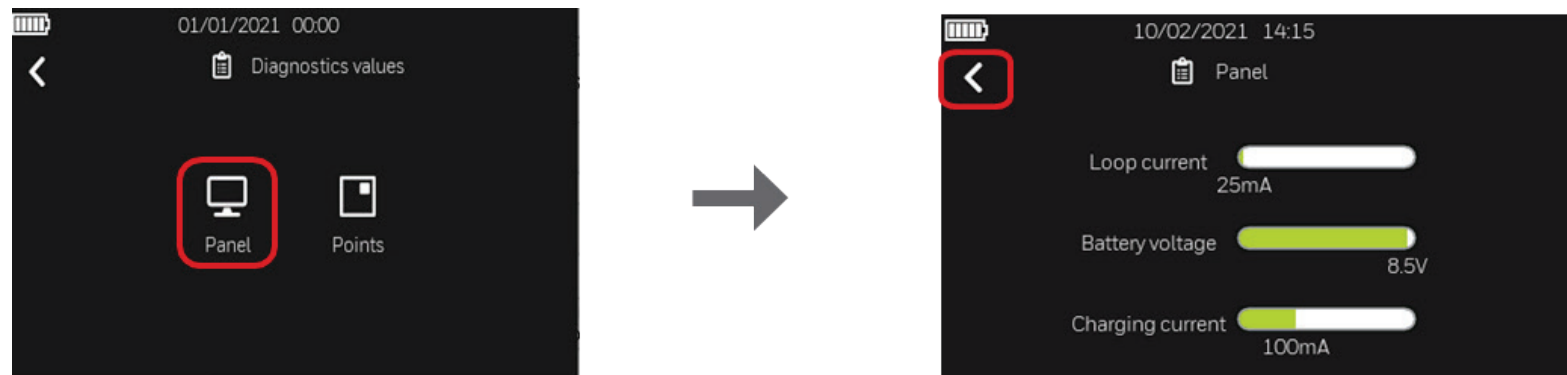 01/01/2021 00:00
Diagnostics values
Panel
Points
10/02/2021 14:15
Panel
Loop current
25mA
Battery voltage
8.5V
Charging current
100mA